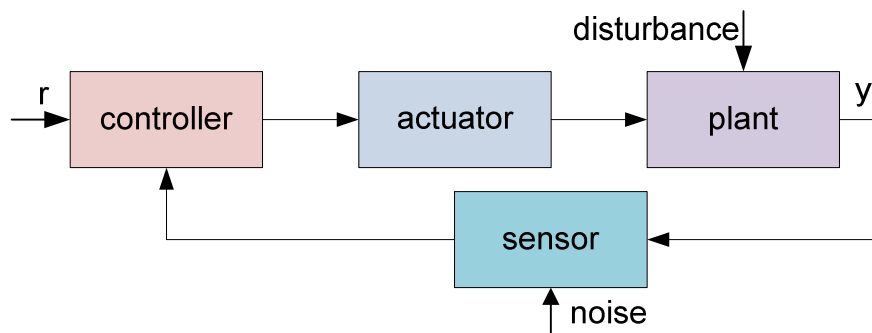 disturbance
r
y
controller
actuator
plant
sensor
noise